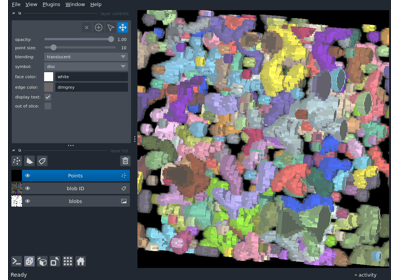 File View Plugins Window Help
opacity: 1.00
point size: 10
blending: translucent
symbol: disc
face color: white
edge color: dimgrey
display text:
out of slice:
Points
blob ID
blobs
Ready
activity